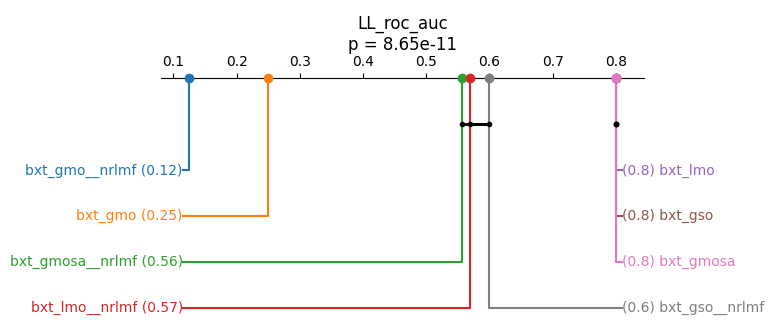 LL_roc_auc
p = 8.65e-11
0.1 0.2 0.3 0.4 0.5 0.6 0.7 0.8
bxt_gmo__nrlmf (0.12)
(0.8) bxt_lmo
bxt_gmo (0.25)
(0.8) bxt_gso
bxt_gmosa__nrlmf (0.56)
(0.8) bxt_gmosa
bxt_lmo__nrlmf (0.57)
(0.6) bxt_gso__nrlmf